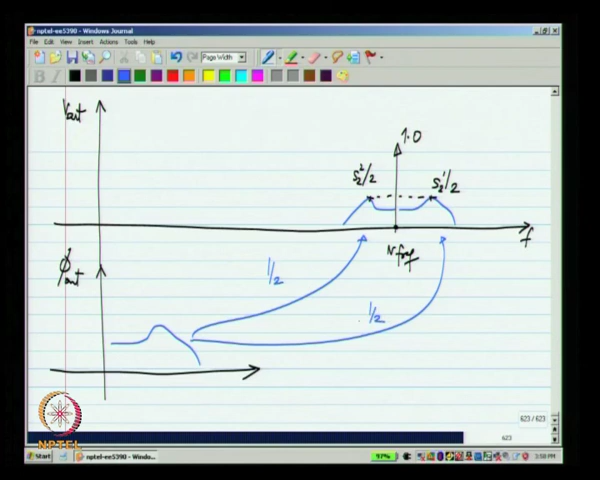 nptel-ee5390 - Windows Journal
File Edit View Insert Actions Tools Help
Page Width
B I
Vout
1.0
S₂²/2
S₂¹/2
f
N·fref
ϕout
1/2
1/2
623/623
623
NPTEL
Start
nptel-ee5390 - Windo...
97%
3:58 PM